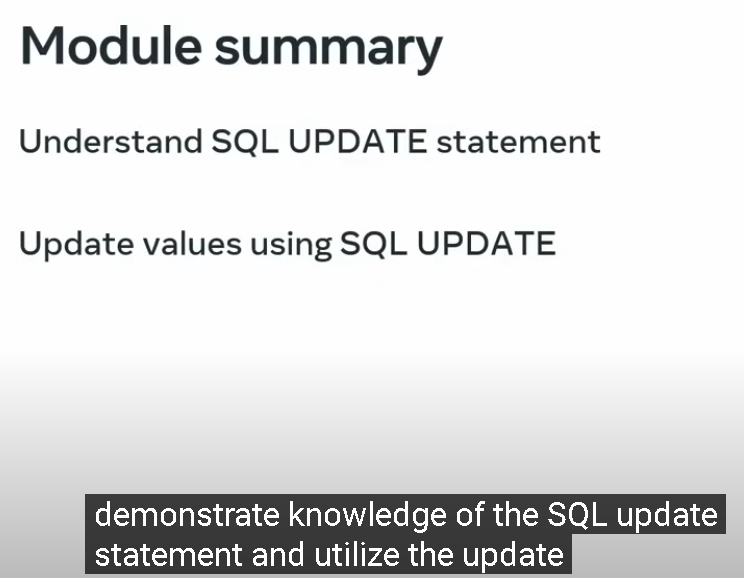 Module summary
Understand SQL UPDATE statement
Update values using SQL UPDATE
demonstrate knowledge of the SQL update
statement and utilize the update